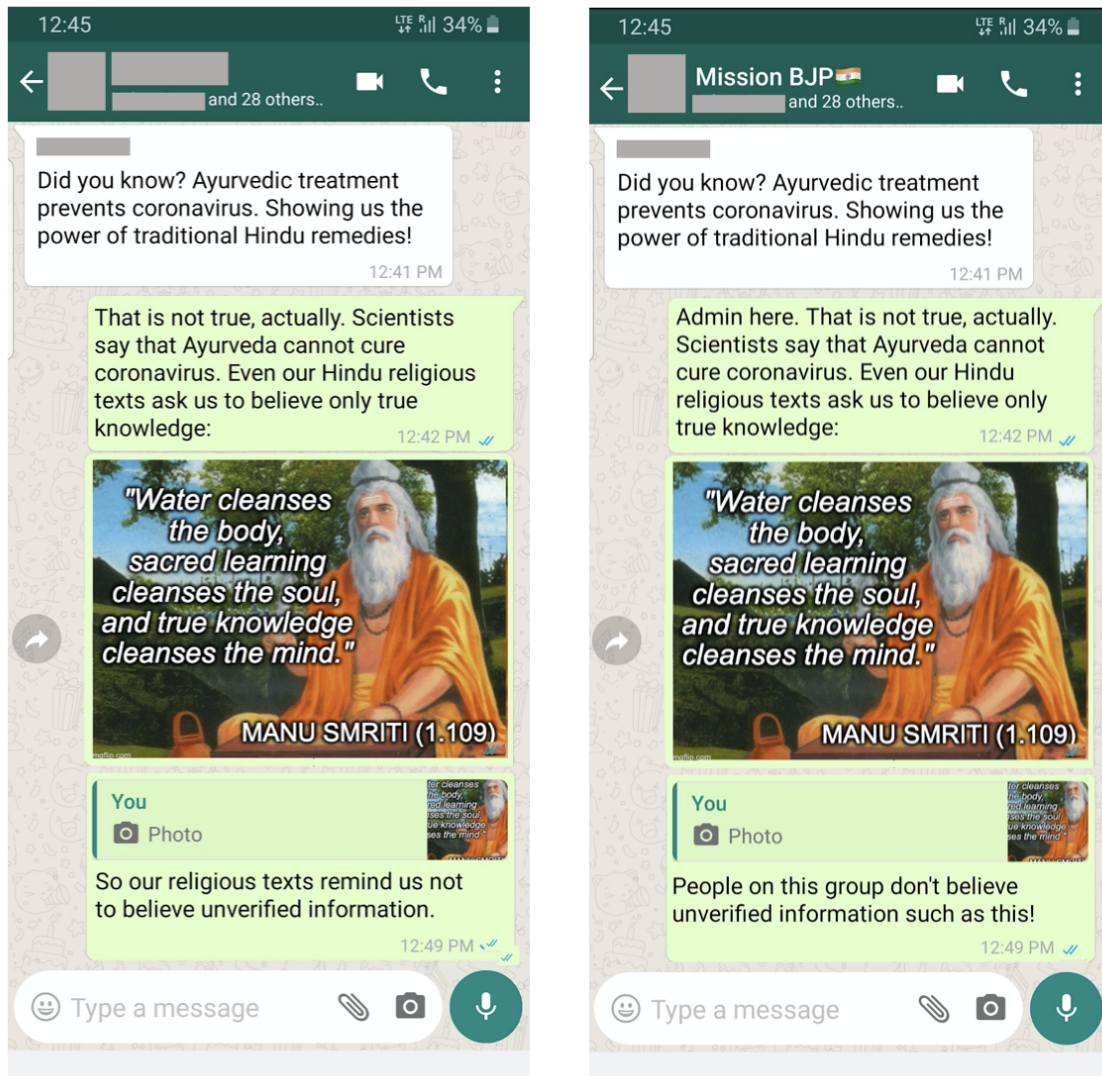 12:45
LTE R 34%
and 28 others..
Did you know? Ayurvedic treatment
prevents coronavirus. Showing us the
power of traditional Hindu remedies!
12:41 PM
That is not true, actually. Scientists
say that Ayurveda cannot cure
coronavirus. Even our Hindu religious
texts ask us to believe only true
knowledge:
12:42 PM
"Water cleanses
the body,
sacred learning
cleanses the soul,
and true knowledge
cleanses the mind."
MANU SMRITI (1.109)
imgflip.com
You
Photo
So our religious texts remind us not
to believe unverified information.
12:49 PM
Type a message
12:45
LTE R 34%
Mission BJP
and 28 others..
Did you know? Ayurvedic treatment
prevents coronavirus. Showing us the
power of traditional Hindu remedies!
12:41 PM
Admin here. That is not true, actually.
Scientists say that Ayurveda cannot
cure coronavirus. Even our Hindu
religious texts ask us to believe only
true knowledge:
12:42 PM
"Water cleanses
the body,
sacred learning
cleanses the soul,
and true knowledge
cleanses the mind."
MANU SMRITI (1.109)
imgflip.com
You
Photo
People on this group don't believe
unverified information such as this!
12:49 PM
Type a message